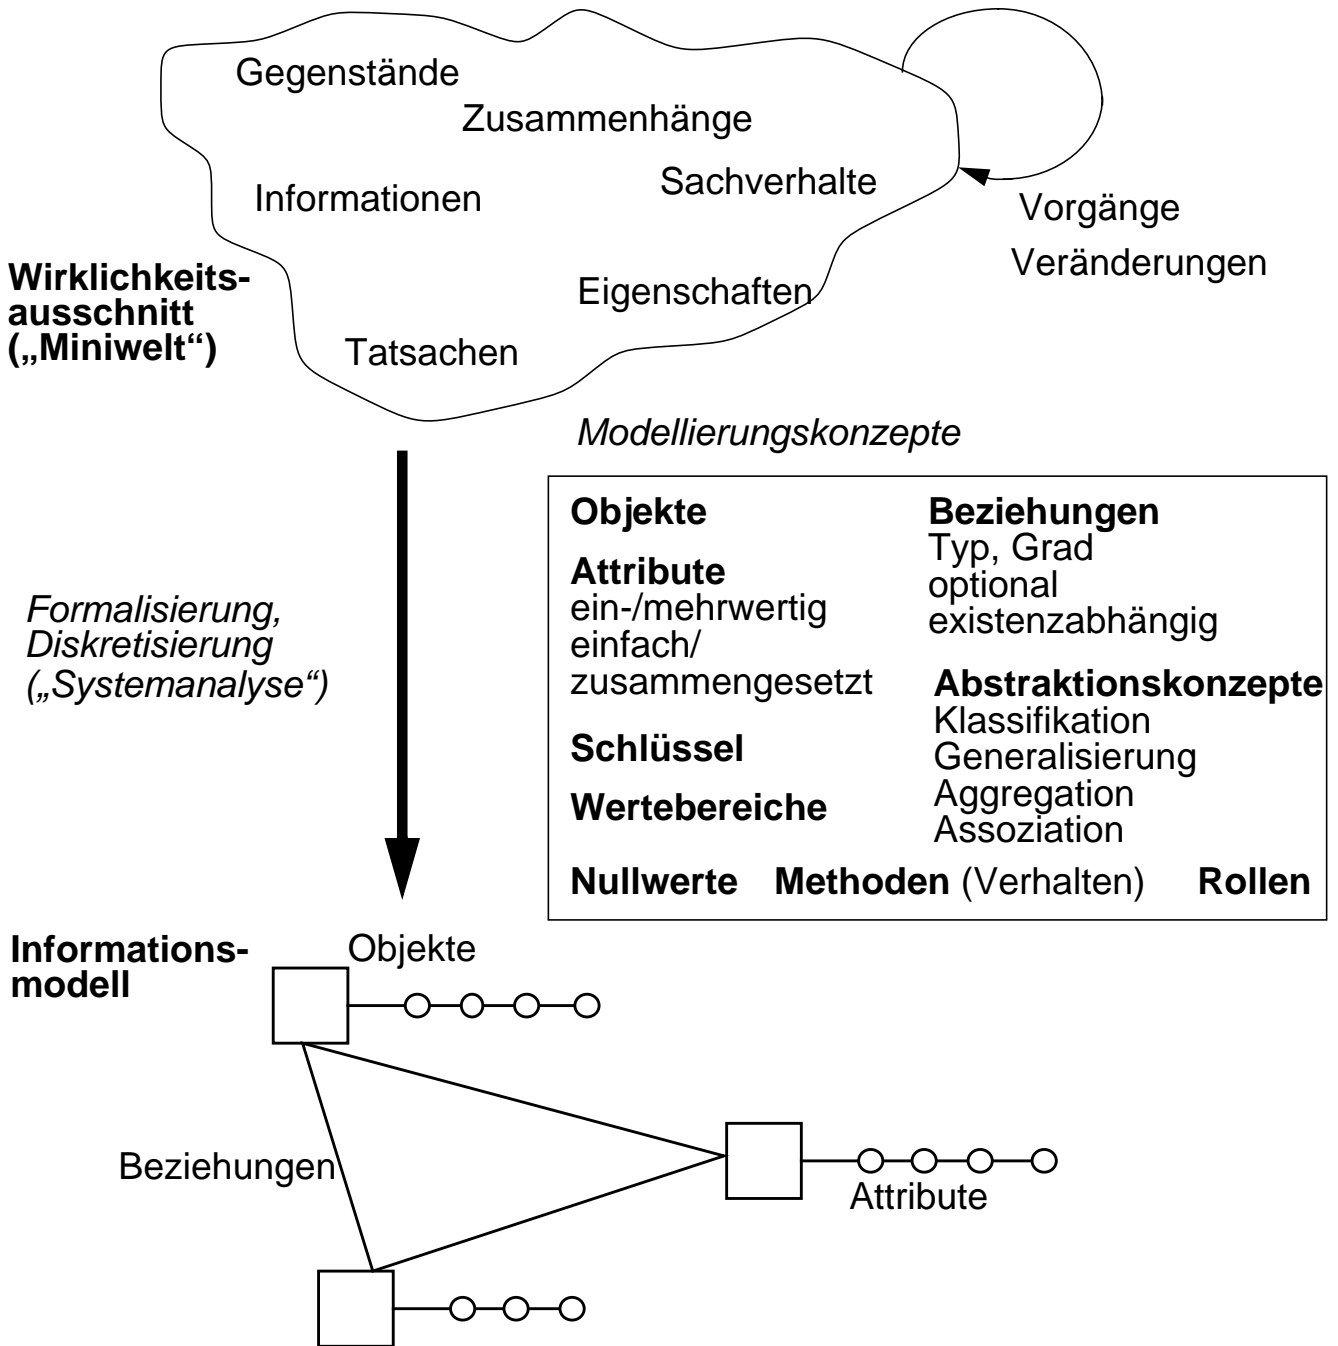 Gegenstände
Zusammenhänge
Sachverhalte
Informationen
Vorgänge
Veränderungen
Wirklichkeits-
ausschnitt
(„Miniwelt“)
Eigenschaften
Tatsachen
Modellierungskonzepte
Formalisierung,
Diskretisierung
(„Systemanalyse“)
Objekte
Attribute
ein-/mehrwertig
einfach/
zusammengesetzt
Schlüssel
Wertebereiche
Beziehungen
Typ, Grad
optional
existenzabhängig
Abstraktionskonzepte
Klassifikation
Generalisierung
Aggregation
Assoziation
Nullwerte Methoden (Verhalten) Rollen
Informations-
modell
Objekte
Beziehungen
Attribute